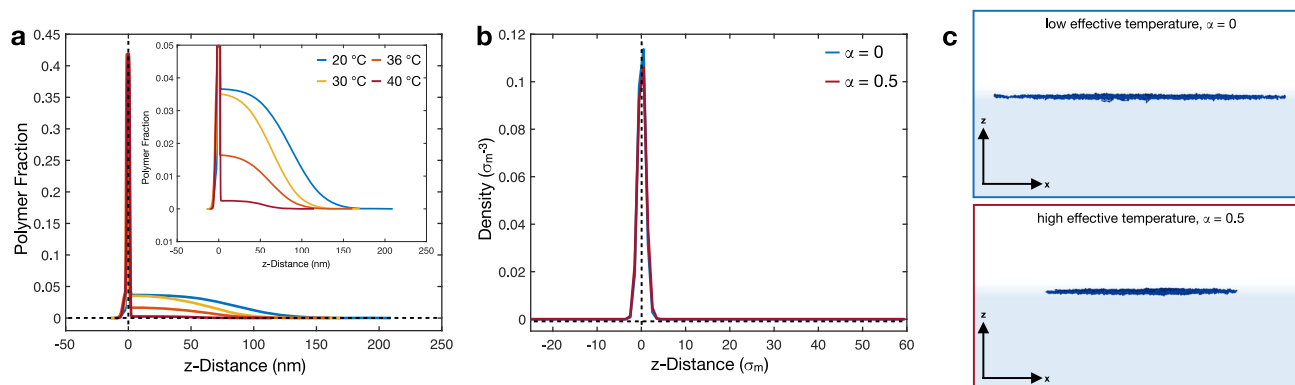 a
Polymer Fraction
0.45
0.4
0.35
0.3
0.25
0.2
0.15
0.1
0.05
0
-50
0
50
100
150
200
250
z-Distance (nm)
Polymer Fraction
0.05
0.04
0.03
0.02
0.01
0
0.01
-50
0
50
100
150
200
250
z-Distance (nm)
20 °C 36 °C
30 °C 40 °C
b
Density (σm-3)
0.12
0.1
0.08
0.06
0.04
0.02
0
-20
-10
0
10
20
30
40
50
60
z-Distance (σm)
α = 0
α = 0.5
c
low effective temperature, α = 0
z
x
high effective temperature, α = 0.5
z
x